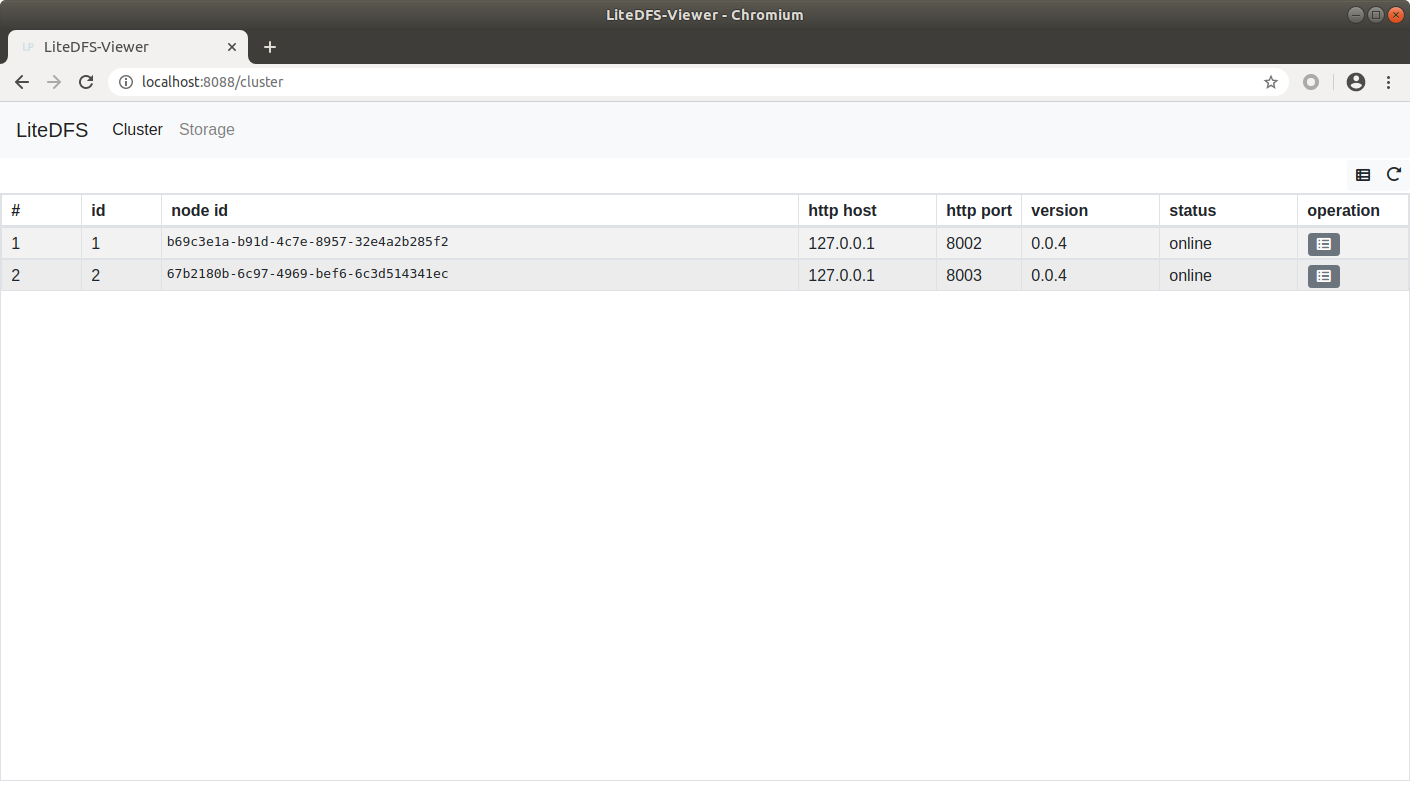 LiteDFS-Viewer - Chromium
LP LiteDFS-Viewer
localhost:8088/cluster
LiteDFS Cluster Storage
# id node id http host http port version status operation
1 1 b69c3e1a-b91d-4c7e-8957-32e4a2b285f2 127.0.0.1 8002 0.0.4 online
2 2 67b2180b-6c97-4969-bef6-6c3d514341ec 127.0.0.1 8003 0.0.4 online